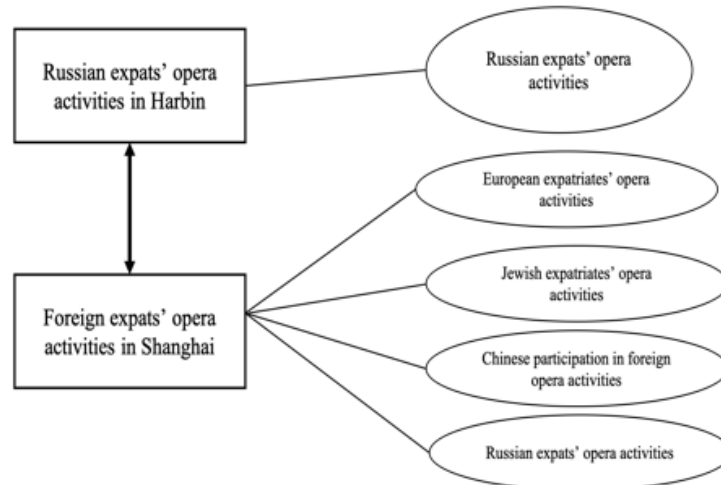 Russian expats’ opera
activities in Harbin
Russian expats’ opera
activities
European expatriates’ opera
activities
Jewish expatriates’ opera
activities
Foreign expats’ opera
activities in Shanghai
Chinese participation in foreign
opera activities
Russian expats’ opera activities